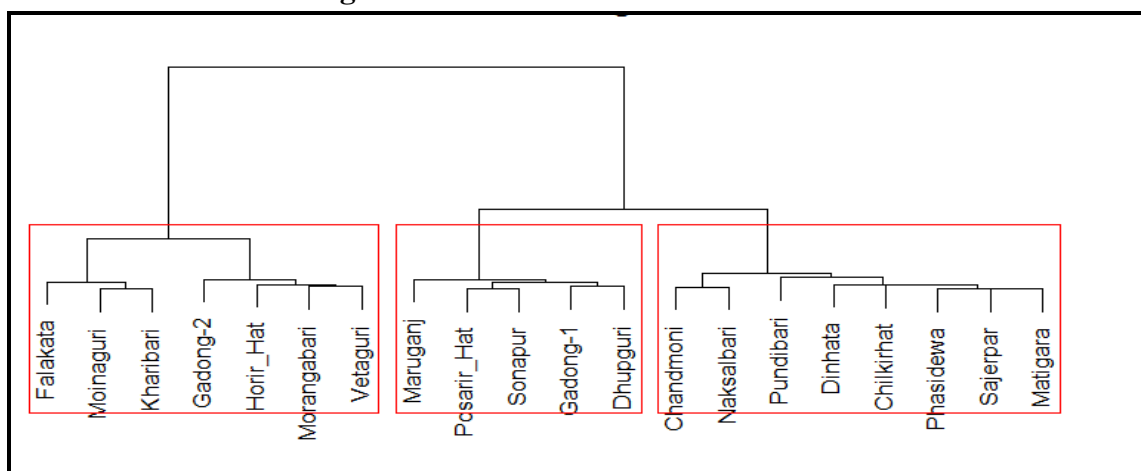 Falakata
Moinaguri
Kharibari
Gadong-2
Horir_Hat
Morangabari
Vetaguri
Maruganj
Posarir_Hat
Sonapur
Gadong-1
Dhupguri
Chandmoni
Naksalbari
Pundibari
Dinhata
Chilkirhat
Phasidewa
Sajerpar
Matigara